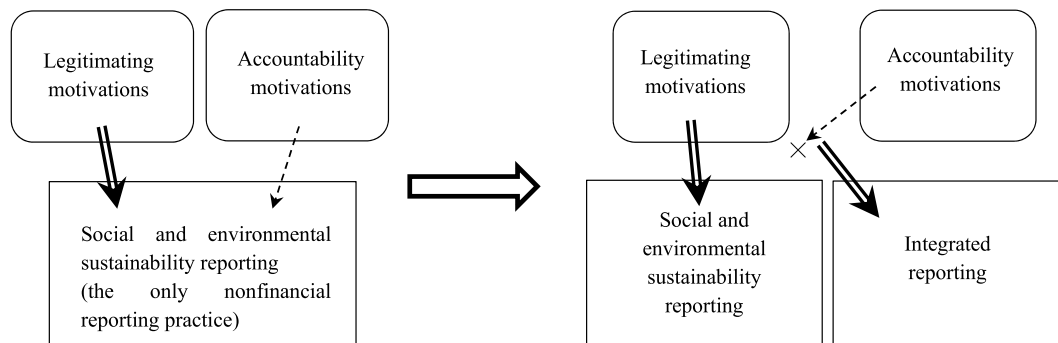 Legitimating
motivations
Accountability
motivations
Social and environmental
sustainability reporting
(the only nonfinancial
reporting practice)
Legitimating
motivations
Accountability
motivations
Social and
environmental
sustainability
reporting
Integrated
reporting